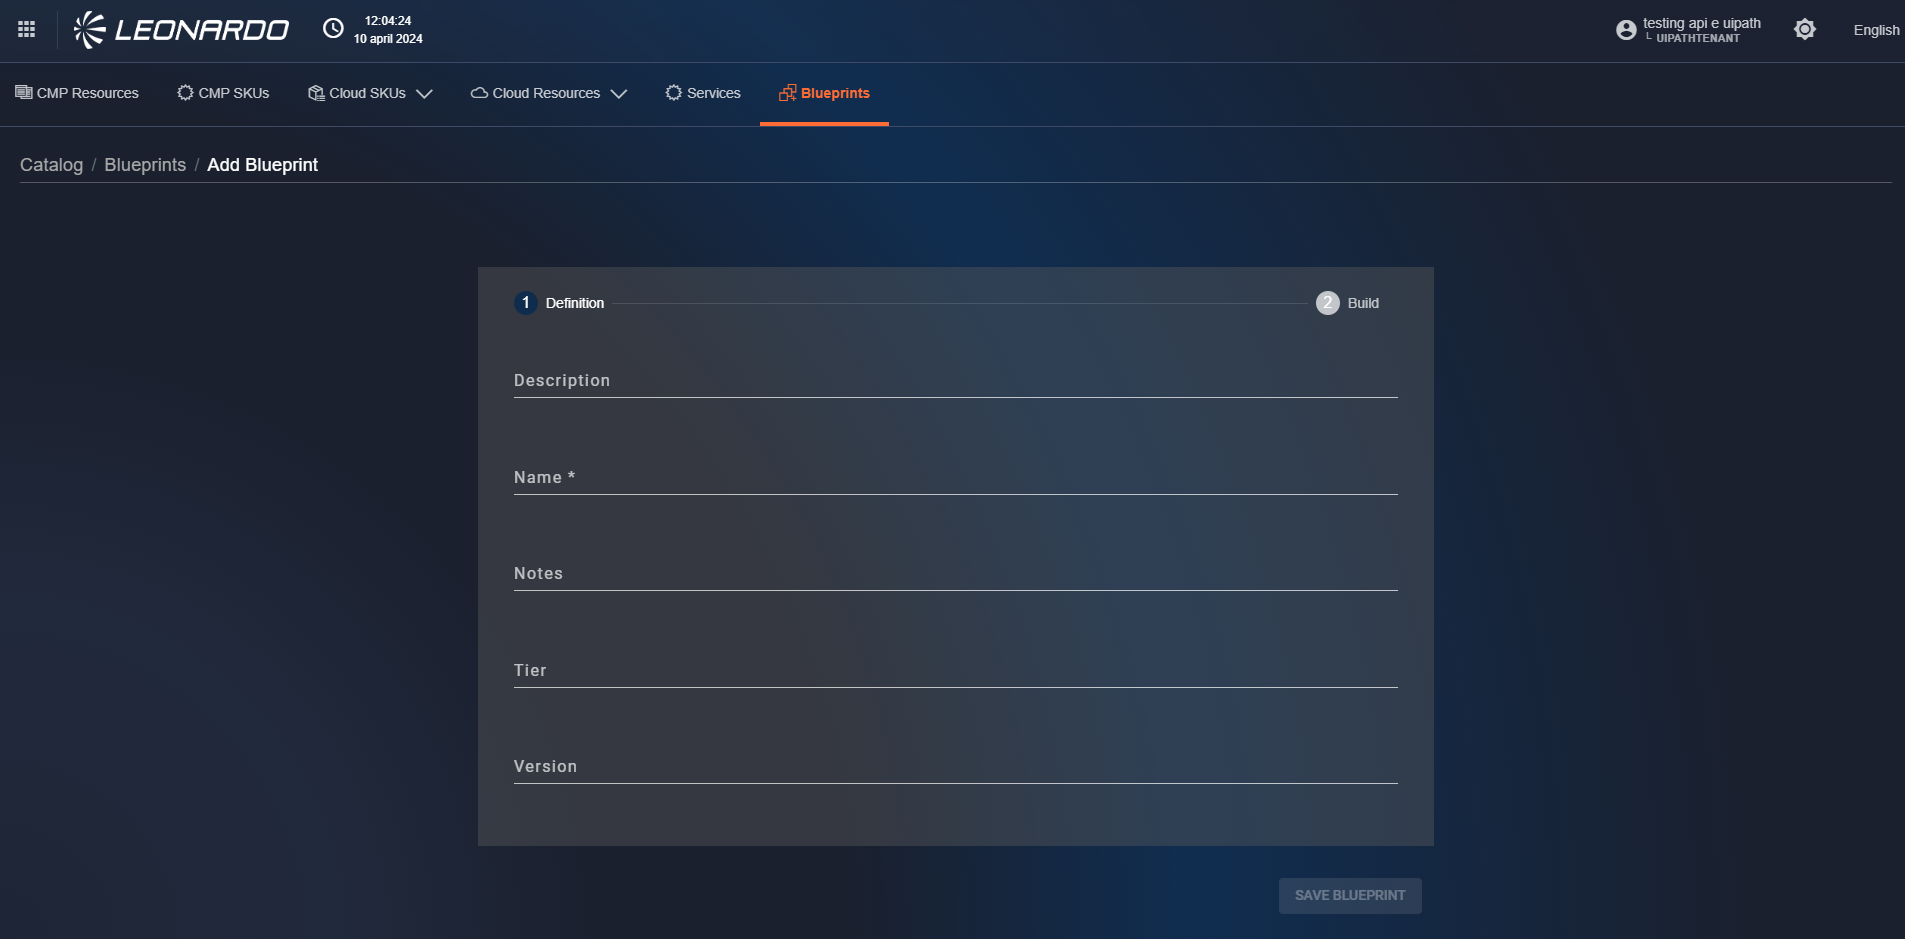 LEONARDO
12:04:24
10 april 2024
testing api e uipath
└ UIPATHTENANT
English
CMP Resources
CMP SKUs
Cloud SKUs
Cloud Resources
Services
Blueprints
Catalog / Blueprints / Add Blueprint
1 Definition
2 Build
Description
Name *
Notes
Tier
Version
SAVE BLUEPRINT